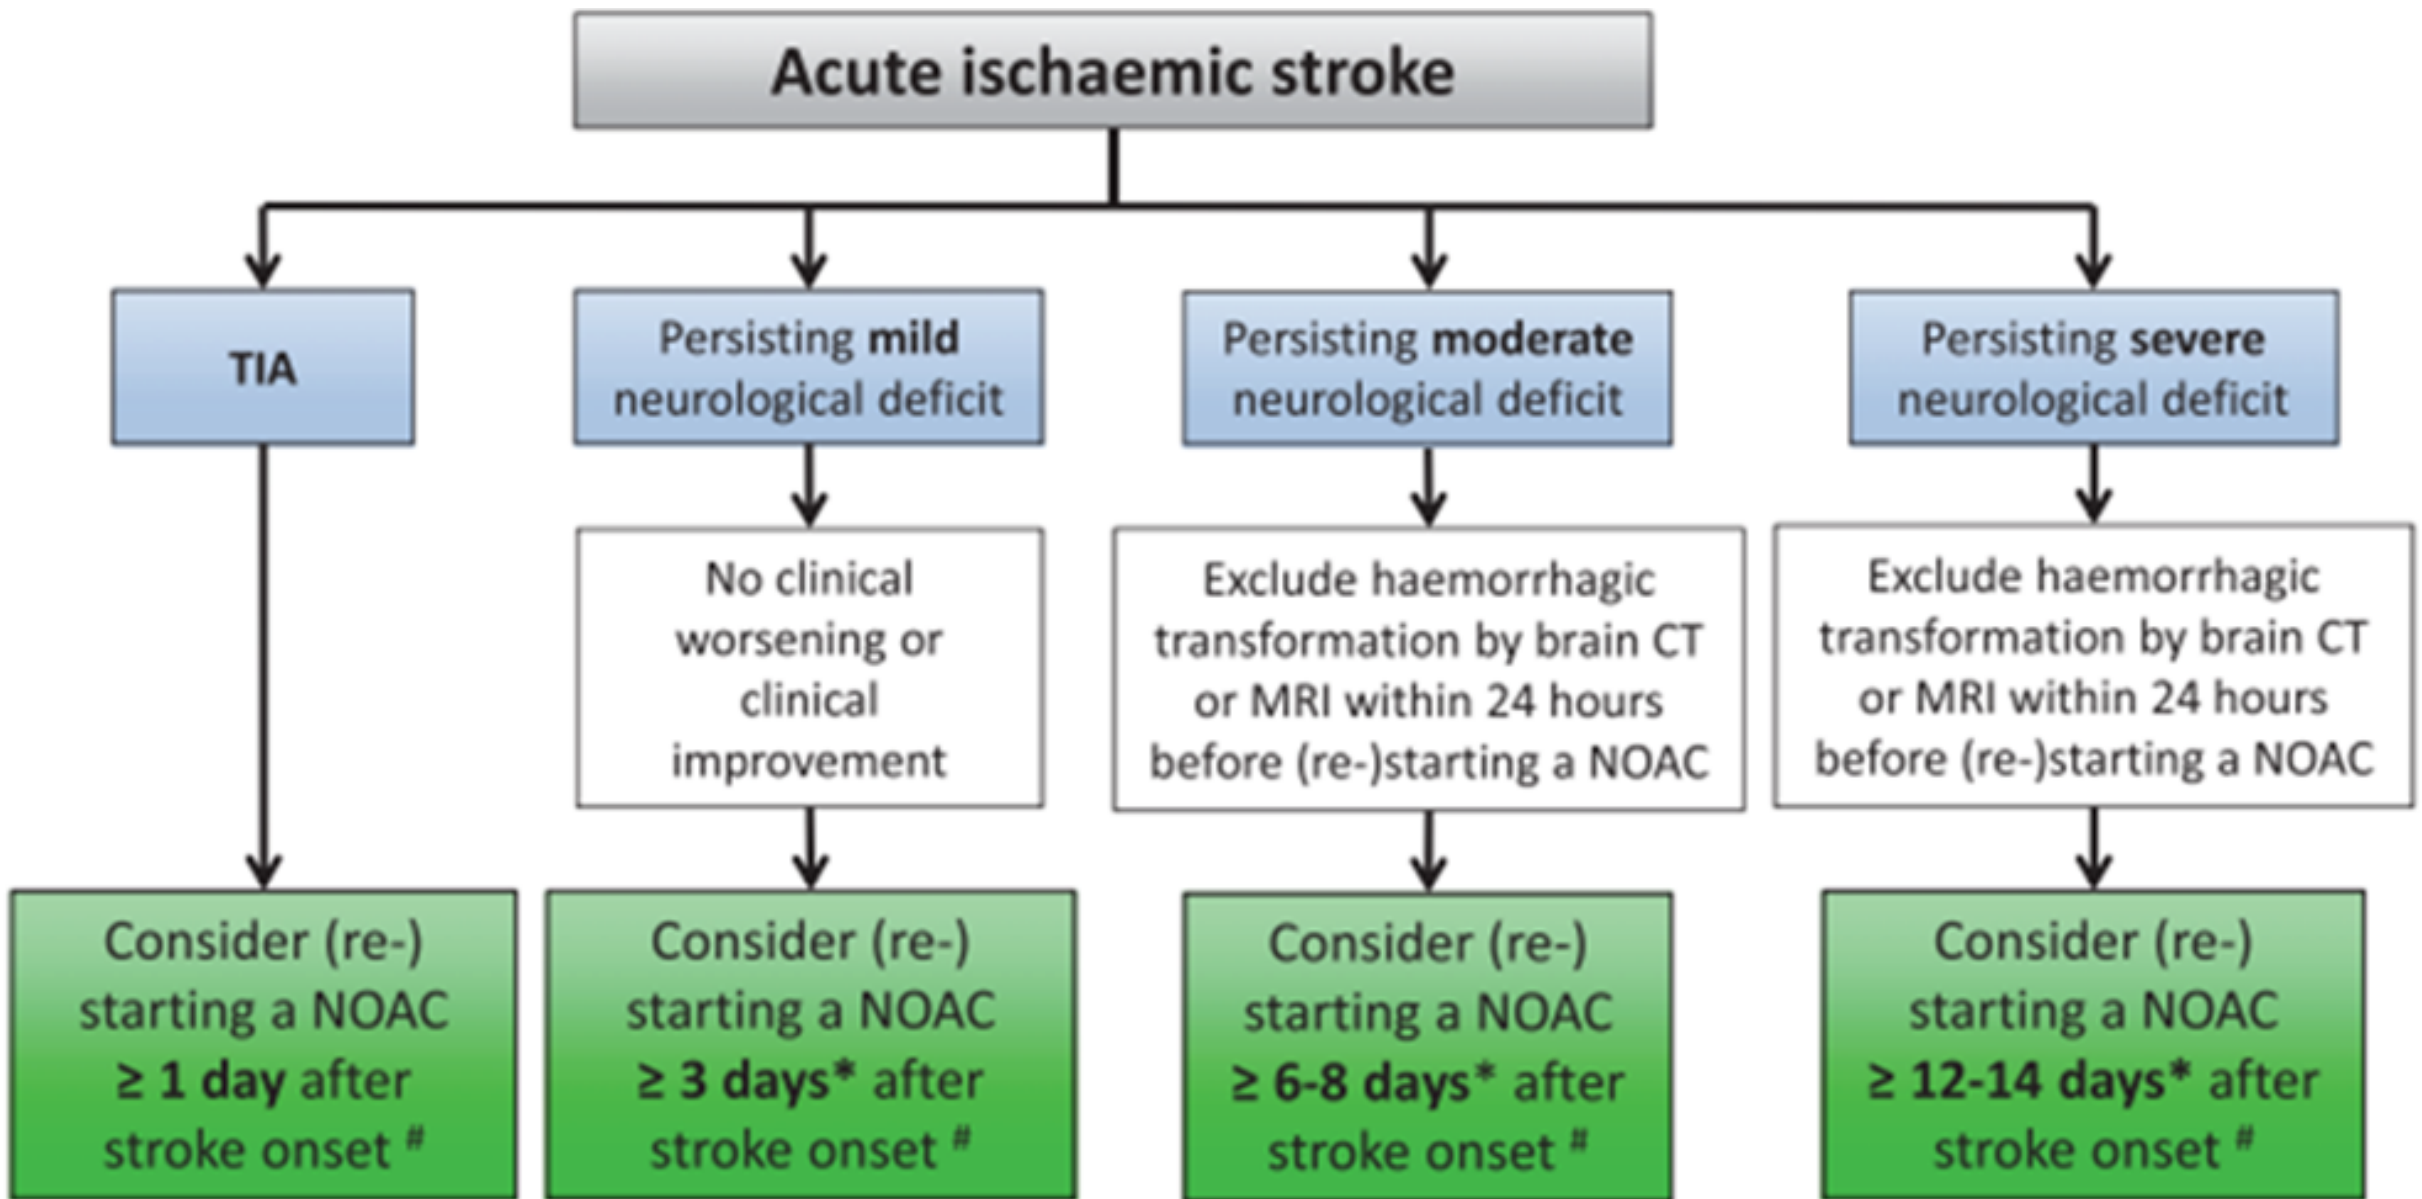 Acute ischaemic stroke
TIA
Persisting mild
neurological deficit
Persisting moderate
neurological deficit
Persisting severe
neurological deficit
No clinical
worsening or
clinical
improvement
Exclude haemorrhagic
transformation by brain CT
or MRI within 24 hours
before (re-)starting a NOAC
Exclude haemorrhagic
transformation by brain CT
or MRI within 24 hours
before (re-)starting a NOAC
Consider (re-)
starting a NOAC
≥ 1 day after
stroke onset #
Consider (re-)
starting a NOAC
≥ 3 days* after
stroke onset #
Consider (re-)
starting a NOAC
≥ 6-8 days* after
stroke onset #
Consider (re-)
starting a NOAC
≥ 12-14 days* after
stroke onset #